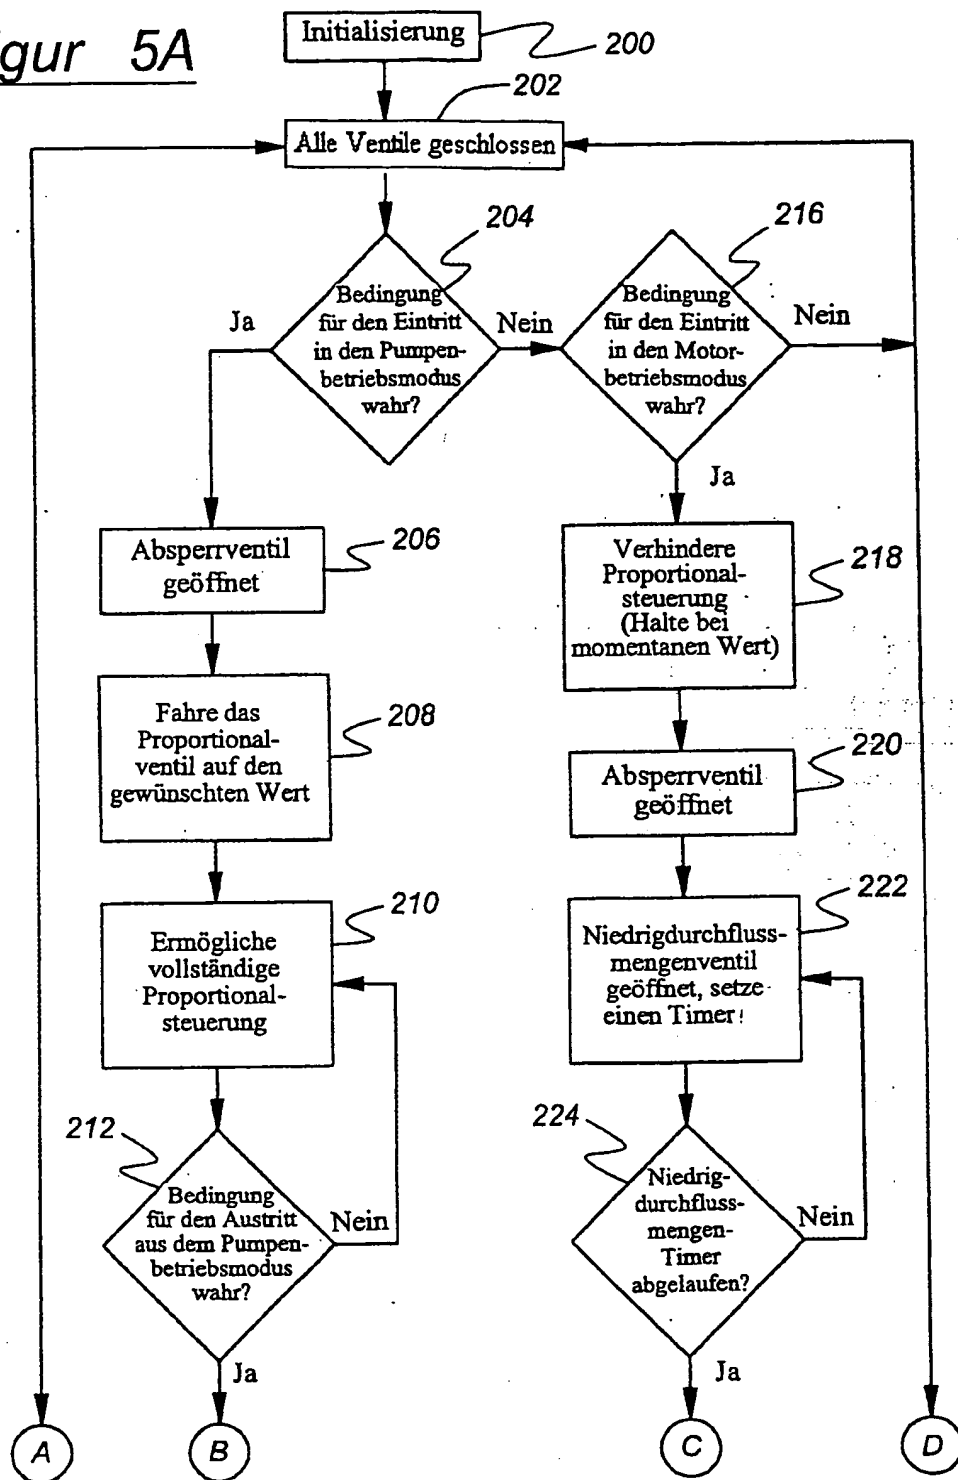 gur 5A
Initialisierung
200
202
Alle Ventile geschlossen
204
216
Bedingung
für den Eintritt
in den Pumpen-
betriebsmodus
wahr?
Ja
Nein
Bedingung
für den Eintritt
in den Motor-
betriebsmodus
wahr?
Nein
Ja
Absperrventil
geöffnet
206
Verhindere
Proportional-
steuerung
(Halte bei
momentanen Wert)
218
Fahre das
Proportional-
ventil auf den
gewünschten Wert
208
Absperrventil
geöffnet
220
Ermögliche
vollständige
Proportional-
steuerung
210
Niedrigdurchfluss-
mengenventil
geöffnet, setze
einen Timer!
222
212
Bedingung
für den Austritt
aus dem Pumpen-
betriebsmodus
wahr?
Nein
Ja
224
Niedrig-
durchfluss-
mengen-
Timer
abgelaufen?
Nein
Ja
A
B
C
D